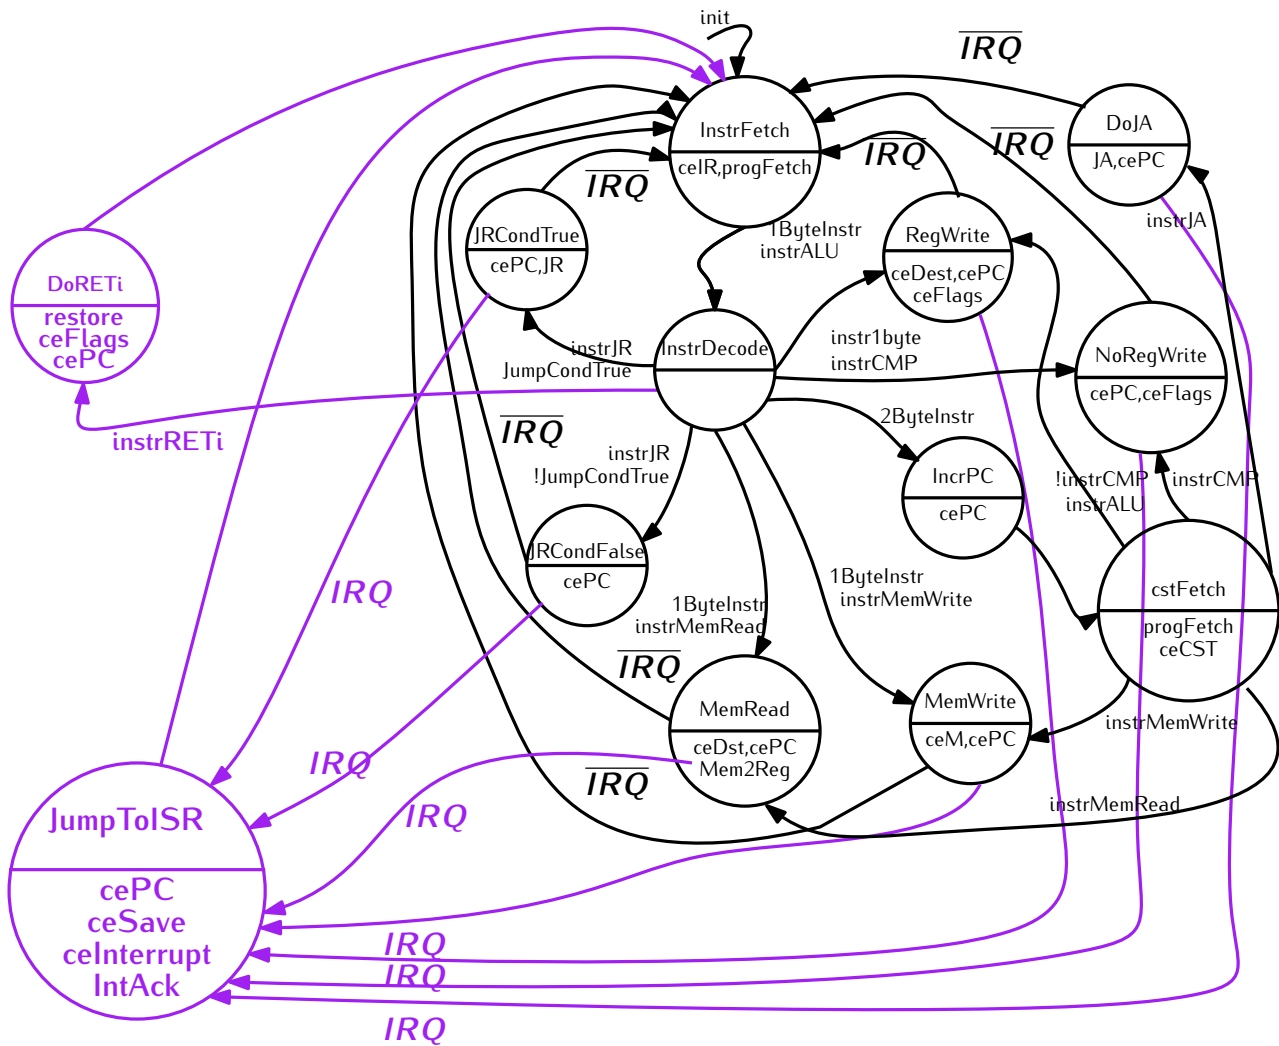 init
IRQ
InstrFetch
ceIR,progFetch
DoJA
JA,cePC
IRQ
IRQ
IRQ
instrJA
JRCondTrue
cePC,JR
1ByteInstr
instrALU
RegWrite
ceDest,cePC
ceFlags
DoRETi
restore
ceFlags
cePC
InstrDecode
instrJR
JumpCondTrue
instr1byte
instrCMP
NoRegWrite
cePC,ceFlags
instrRETi
IRQ
2ByteInstr
instrJR
!JumpCondTrue
IncrPC
cePC
!instrCMP
instrALU
instrCMP
JRCondFalse
cePC
IRQ
1ByteInstr
instrMemWrite
cstFetch
progFetch
ceCST
1ByteInstr
instrMemRead
IRQ
MemRead
ceDst,cePC
Mem2Reg
MemWrite
ceM,cePC
instrMemWrite
IRQ
IRQ
IRQ
instrMemRead
JumpToISR
cePC
ceSave
ceInterrupt
IntAck
IRQ
IRQ
IRQ